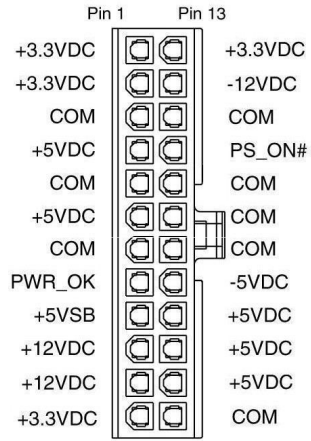 Pin 1 Pin 13
+3.3VDC +3.3VDC
+3.3VDC -12VDC
COM COM
+5VDC PS_ON#
COM COM
+5VDC COM
COM COM
PWR_OK -5VDC
+5VSB +5VDC
+12VDC +5VDC
+12VDC +5VDC
+3.3VDC COM